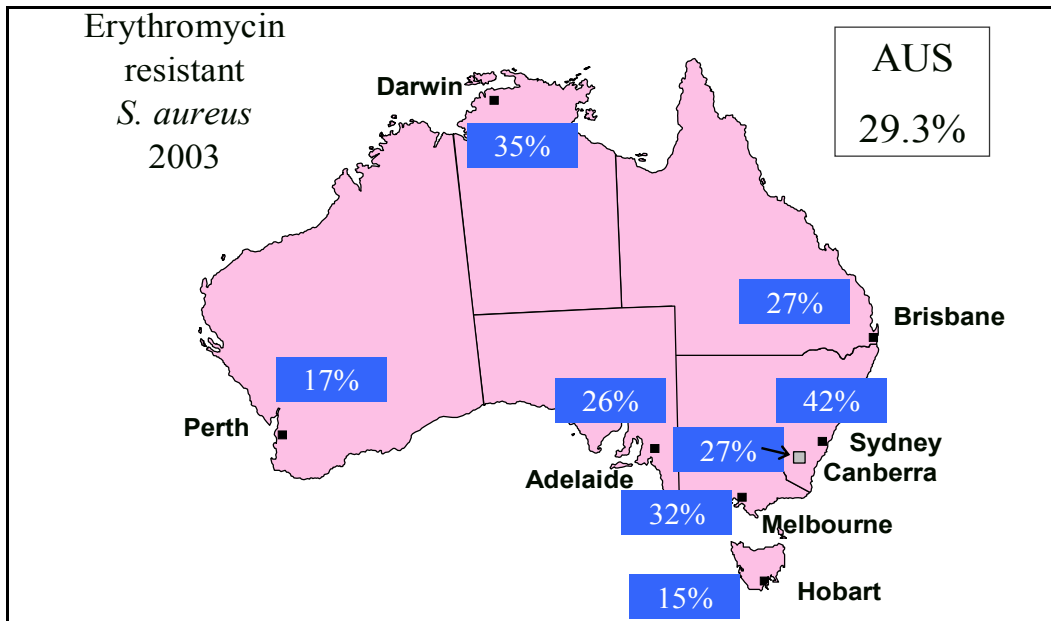 Erythromycin
resistant
S. aureus
2003
AUS
29.3%
Darwin
35%
27%
Brisbane
17%
Perth
26%
42%
Adelaide
27%
Sydney
Canberra
32%
Melbourne
15%
Hobart